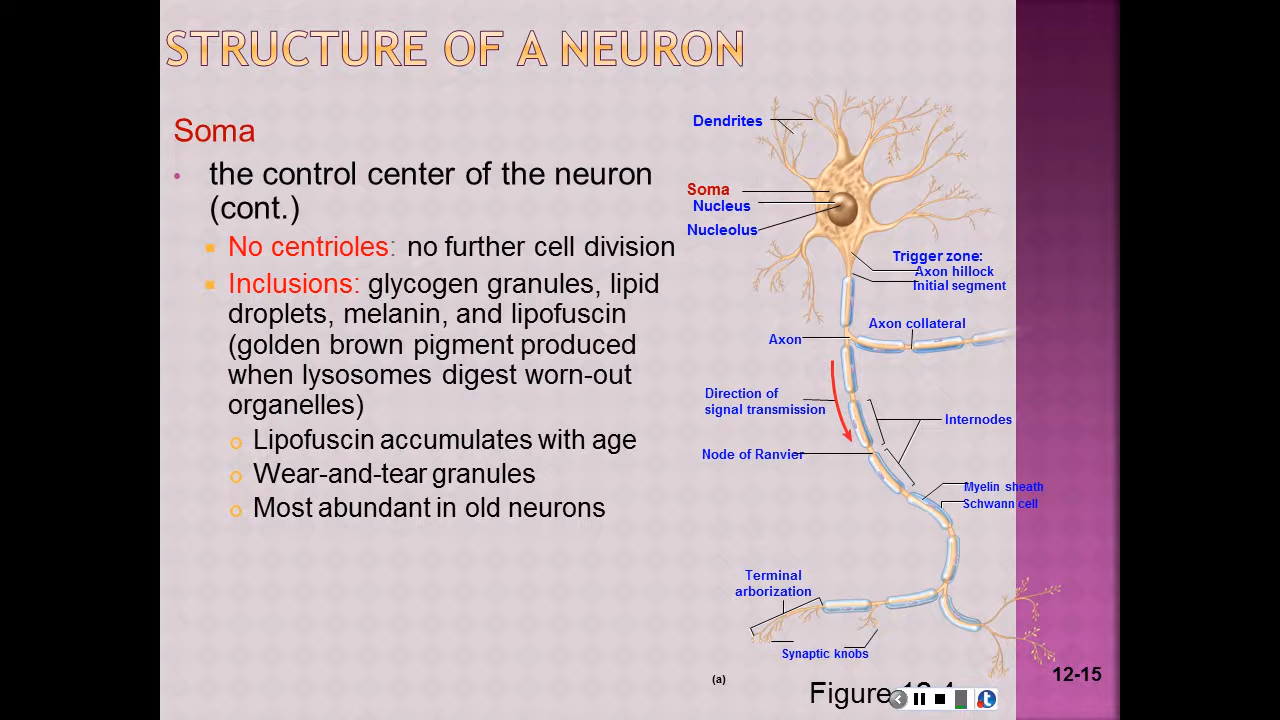 STRUCTURE OF A NEURON
Soma
• the control center of the neuron
(cont.)
No centrioles: no further cell division
Inclusions: glycogen granules, lipid
droplets, melanin, and lipofuscin
(golden brown pigment produced
when lysosomes digest worn-out
organelles)
Lipofuscin accumulates with age
Wear-and-tear granules
Most abundant in old neurons
Dendrites
Soma
Nucleus
Nucleolus
Trigger zone:
Axon hillock
Initial segment
Axon collateral
Axon
Direction of
signal transmission
Internodes
Node of Ranvier
Myelin sheath
Schwann cell
Terminal
arborization
Synaptic knobs
(a)
12-15
Figure